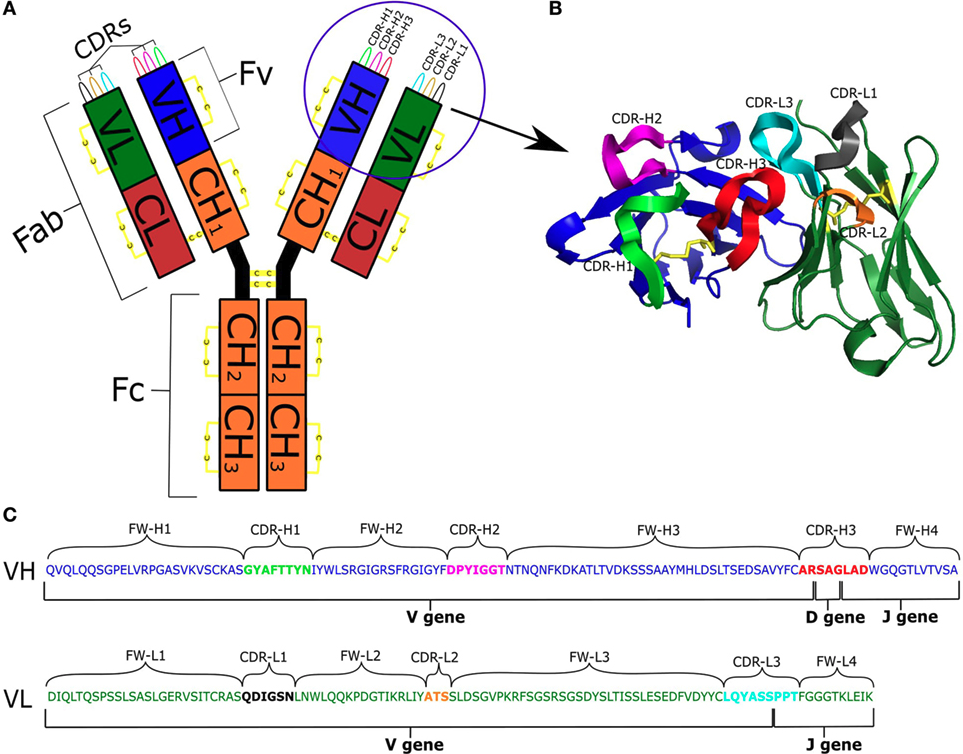 A
CDRs
CDR-H1
CDR-H2
CDR-H3
CDR-L3
CDR-L2
CDR-L1
Fv
VL
VH
VH
VL
Fab
CL
CH1
CH1
CL
c c
c c
Fc
CH2
CH2
CH3
CH3
B
CDR-L1
CDR-L3
CDR-H2
CDR-H3
CDR-L2
CDR-H1
C
FW-H1 CDR-H1 FW-H2 CDR-H2 FW-H3 CDR-H3 FW-H4
VH QVQLQQSGPELVRPGASVKVSCKASGYAFTTYNIYWLSRGIGRSFRGIGYFDPYIGGTNTNQNFKDKATLTVDKSSSAAYMHLDSLTSEDSAVYFCARSAGLADWGQGTLVTVSA
V gene D gene J gene
FW-L1 CDR-L1 FW-L2 CDR-L2 FW-L3 CDR-L3 FW-L4
VL DIQLTQSPSSLSASLGERVSITCRASQDIGSNLNWLQQKPDGTIKRLIYATSSLDSGVPKRFSGSRSGSDYSLTISSLESEDFVDYYCLQYASSPPTFGGGTKLEIK
V gene J gene